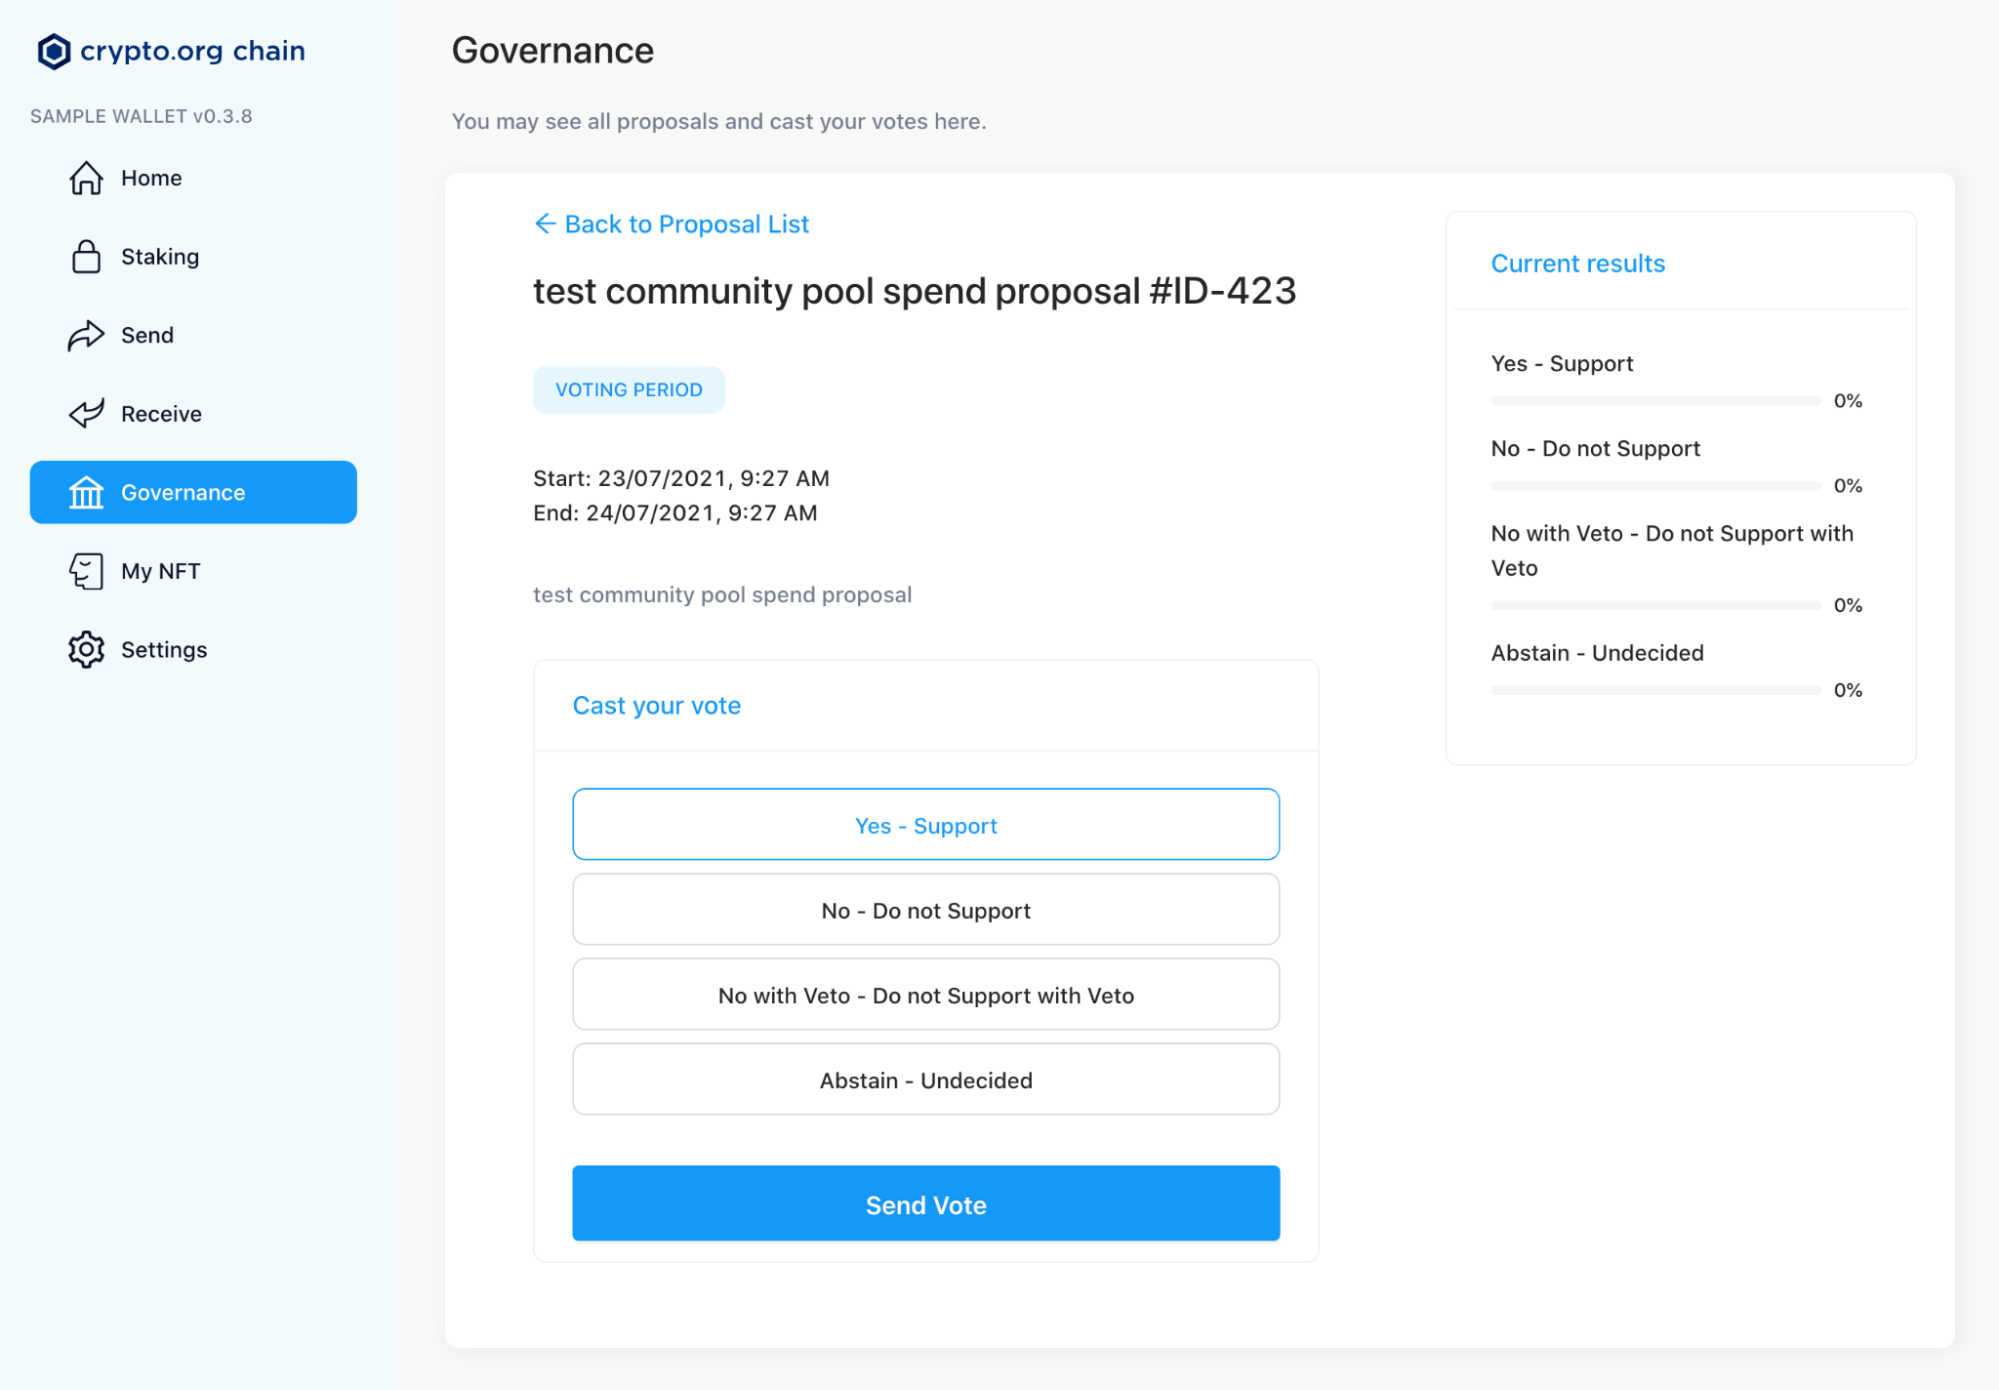 crypto.org chain
SAMPLE WALLET v0.3.8
Home
Staking
Send
Receive
Governance
My NFT
Settings
Governance
You may see all proposals and cast your votes here.
← Back to Proposal List
test community pool spend proposal #ID-423
VOTING PERIOD
Start: 23/07/2021, 9:27 AM
End: 24/07/2021, 9:27 AM
test community pool spend proposal
Cast your vote
Yes - Support
No - Do not Support
No with Veto - Do not Support with Veto
Abstain - Undecided
Send Vote
Current results
Yes - Support
0%
No - Do not Support
0%
No with Veto - Do not Support with
Veto
0%
Abstain - Undecided
0%